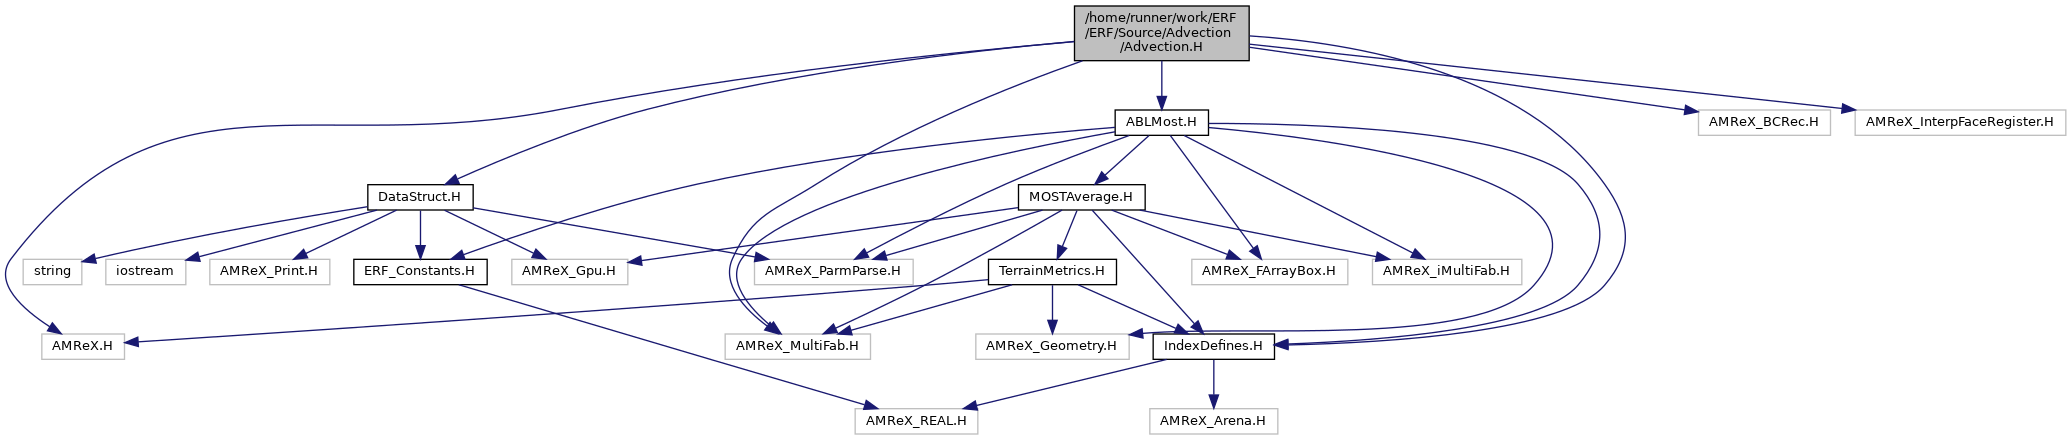 /home/runner/work/ERF
/ERF/Source/Advection
/Advection.H
ABLMost.H
AMReX_BCRec.H
AMReX_InterpFaceRegister.H
DataStruct.H
MOSTAverage.H
string
iostream
AMReX_Print.H
ERF_Constants.H
AMReX_Gpu.H
AMReX_ParmParse.H
TerrainMetrics.H
AMReX_FArrayBox.H
AMReX_iMultiFab.H
AMReX.H
AMReX_MultiFab.H
AMReX_Geometry.H
IndexDefines.H
AMReX_REAL.H
AMReX_Arena.H